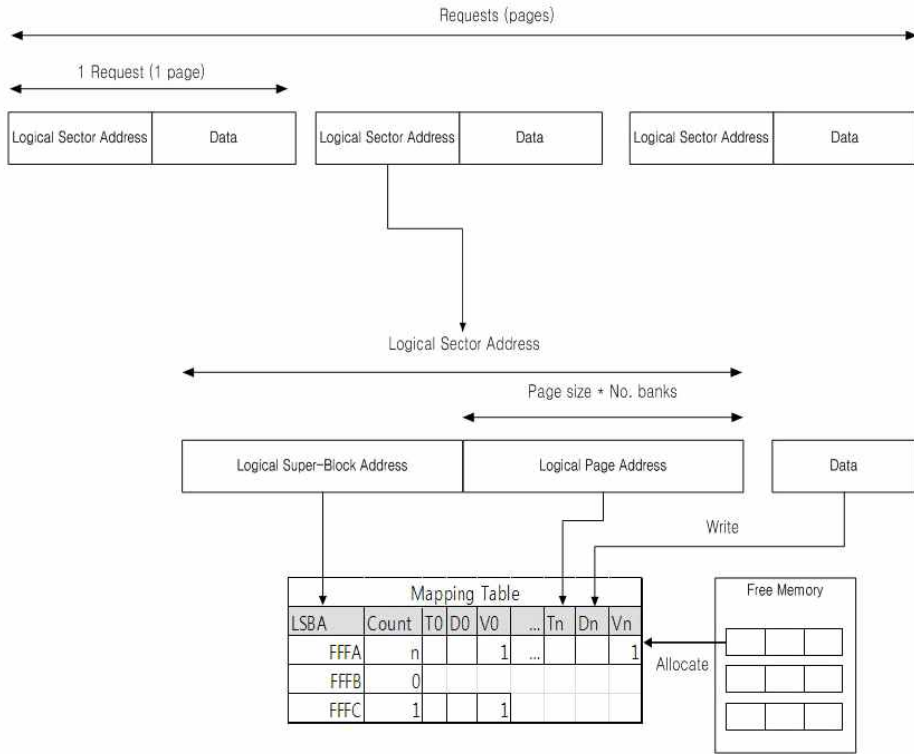 Requests (pages)
1 Request (1 page)
Logical Sector Address Data Logical Sector Address Data Logical Sector Address Data
Logical Sector Address
Page size * No. banks
Logical Super-Block Address Logical Page Address Data
Write
Mapping Table
Free Memory
LSBA Count T0 D0 V0 ... Tn Dn Vn
FFFA n 1 ... 1
Allocate
FFFB 0
FFFC 1 1